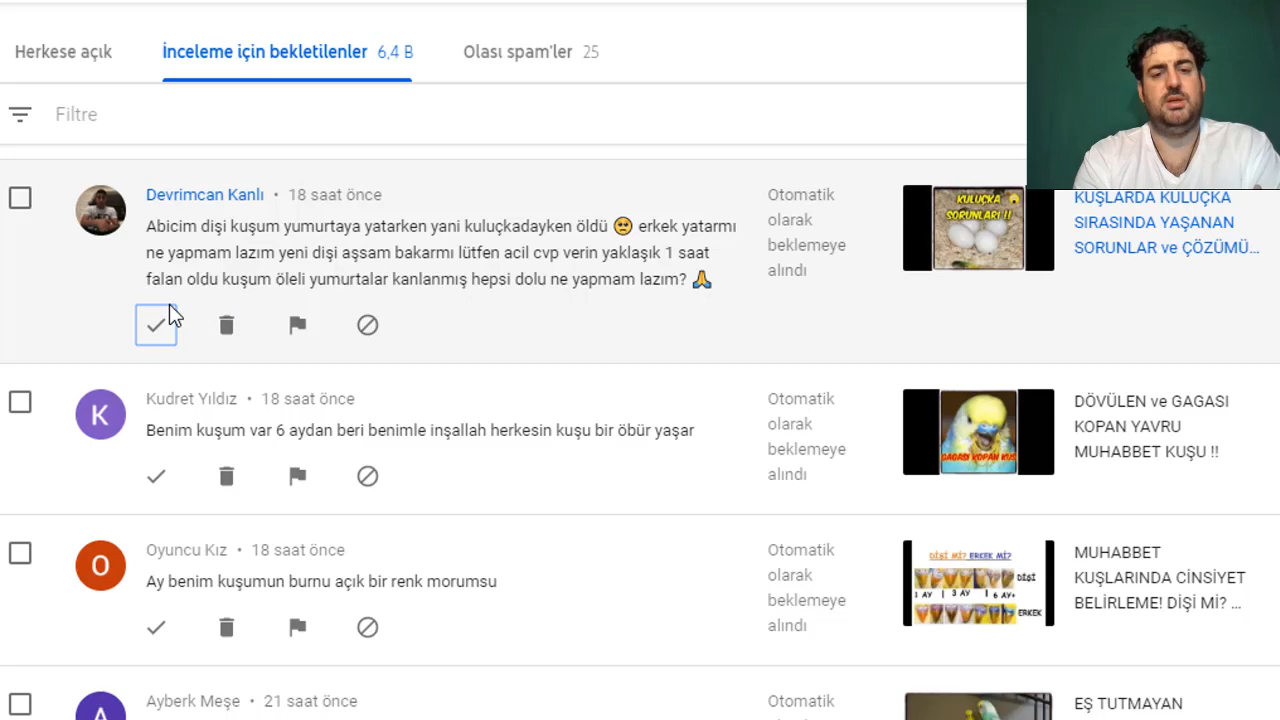 Herkese açık İnceleme için bekletilenler 6,4 B Olası spam'ler 25
Filtre
Devrimcan Kanlı • 18 saat önce
Abicim dişi kuşum yumurtaya yatarken yani kuluçkadayken öldü 🥺 erkek yatarmı
ne yapmam lazım yeni dişi aşsam bakarmı lütfen acil cvp verin yaklaşık 1 saat
falan oldu kuşum öleli yumurtalar kanlanmış hepsi dolu ne yapmam lazım? 🙏
Otomatik
olarak
beklemeye
alındı
KULUÇKA
SORUNLARI !!
KUŞLARDA KULUÇKA
SIRASINDA YAŞANAN
SORUNLAR ve ÇÖZÜMÜ...
K
Kudret Yıldız • 18 saat önce
Benim kuşum var 6 aydan beri benimle inşallah herkesin kuşu bir öbür yaşar
Otomatik
olarak
beklemeye
alındı
GAGASI KOPAN KUŞ
DÖVÜLEN ve GAGASI
KOPAN YAVRU
MUHABBET KUŞU !!
O
Oyuncu Kız • 18 saat önce
Ay benim kuşumun burnu açık bir renk morumsu
Otomatik
olarak
beklemeye
alındı
DİŞİ Mİ? ERKEK Mİ?
DİŞİ
1 AY | 3 AY | 6 AY+
ERKEK
MUHABBET
KUŞLARINDA CİNSİYET
BELİRLEME! DİŞİ Mİ? ...
A
Ayberk Meşe • 21 saat önce
Otomatik
EŞ TUTMAYAN